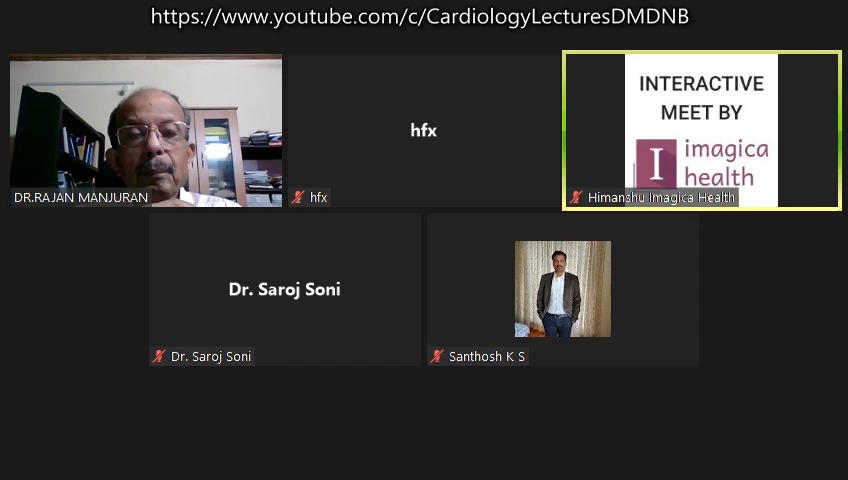 https://www.youtube.com/c/CardiologyLecturesDMDNB
DR.RAJAN MANJURAN
hfx
hfx
INTERACTIVE
MEET BY
I imagica
health
Himanshu Imagica Health
Dr. Saroj Soni
Dr. Saroj Soni
Santhosh K S